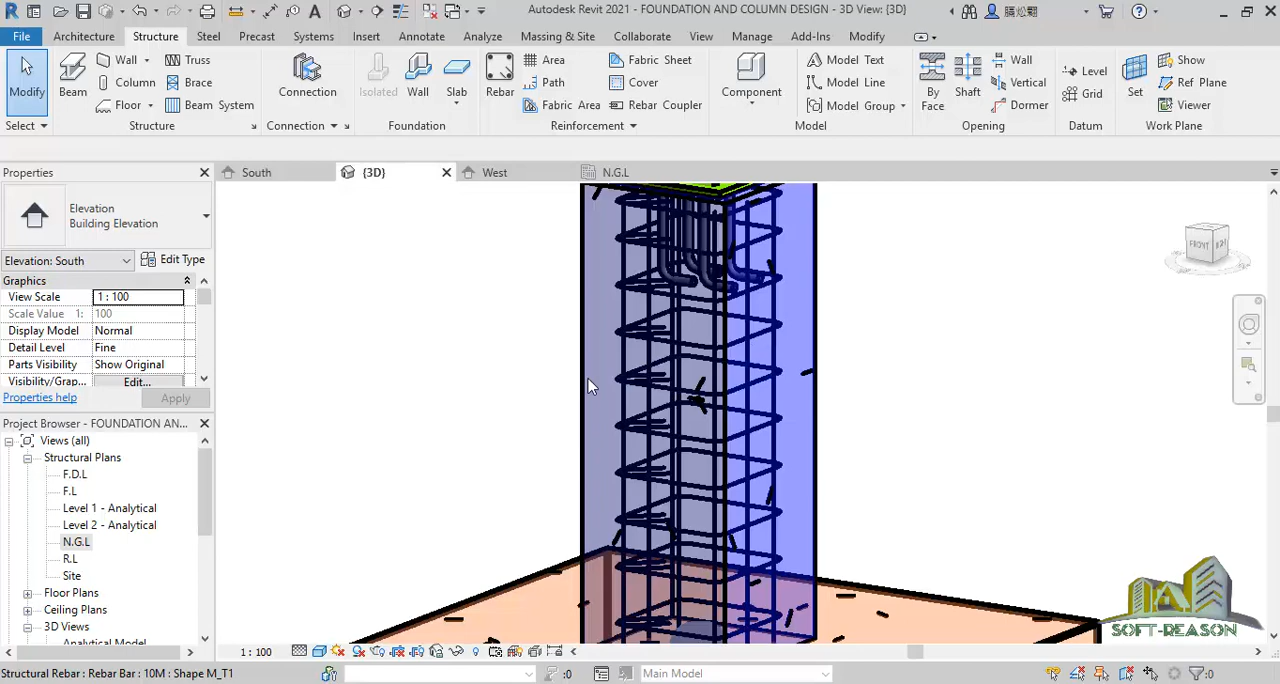 Autodesk Revit 2021 - FOUNDATION AND COLUMN DESIGN - 3D View: {3D}
File Architecture Structure Steel Precast Systems Insert Annotate Analyze Massing & Site Collaborate View Manage Add-Ins Modify
Wall Truss Area Fabric Sheet Model Text Wall Level Show
Column Brace Path Cover Model Line Vertical Grid Ref Plane
Modify Beam Floor Beam System Connection Isolated Wall Slab Rebar Fabric Area Rebar Coupler Component Model Group By Face Shaft Dormer Set Viewer
Select Structure Connection Foundation Reinforcement Model Opening Datum Work Plane
Properties South {3D} West N.G.L
Elevation
Building Elevation
Elevation: South Edit Type
Graphics
View Scale 1 : 100
Scale Value 1: 100
Display Model Normal
Detail Level Fine
Parts Visibility Show Original
Visibility/Grap... Edit...
Properties help Apply
Project Browser - FOUNDATION AN...
Views (all)
Structural Plans
F.D.L
F.L
Level 1 - Analytical
Level 2 - Analytical
N.G.L
R.L
Site
Floor Plans
Ceiling Plans
3D Views
Analytical Model
FRONT
SOFT-REASON
1 : 100
Structural Rebar : Rebar Bar : 10M : Shape M_T1 :0 Main Model :0